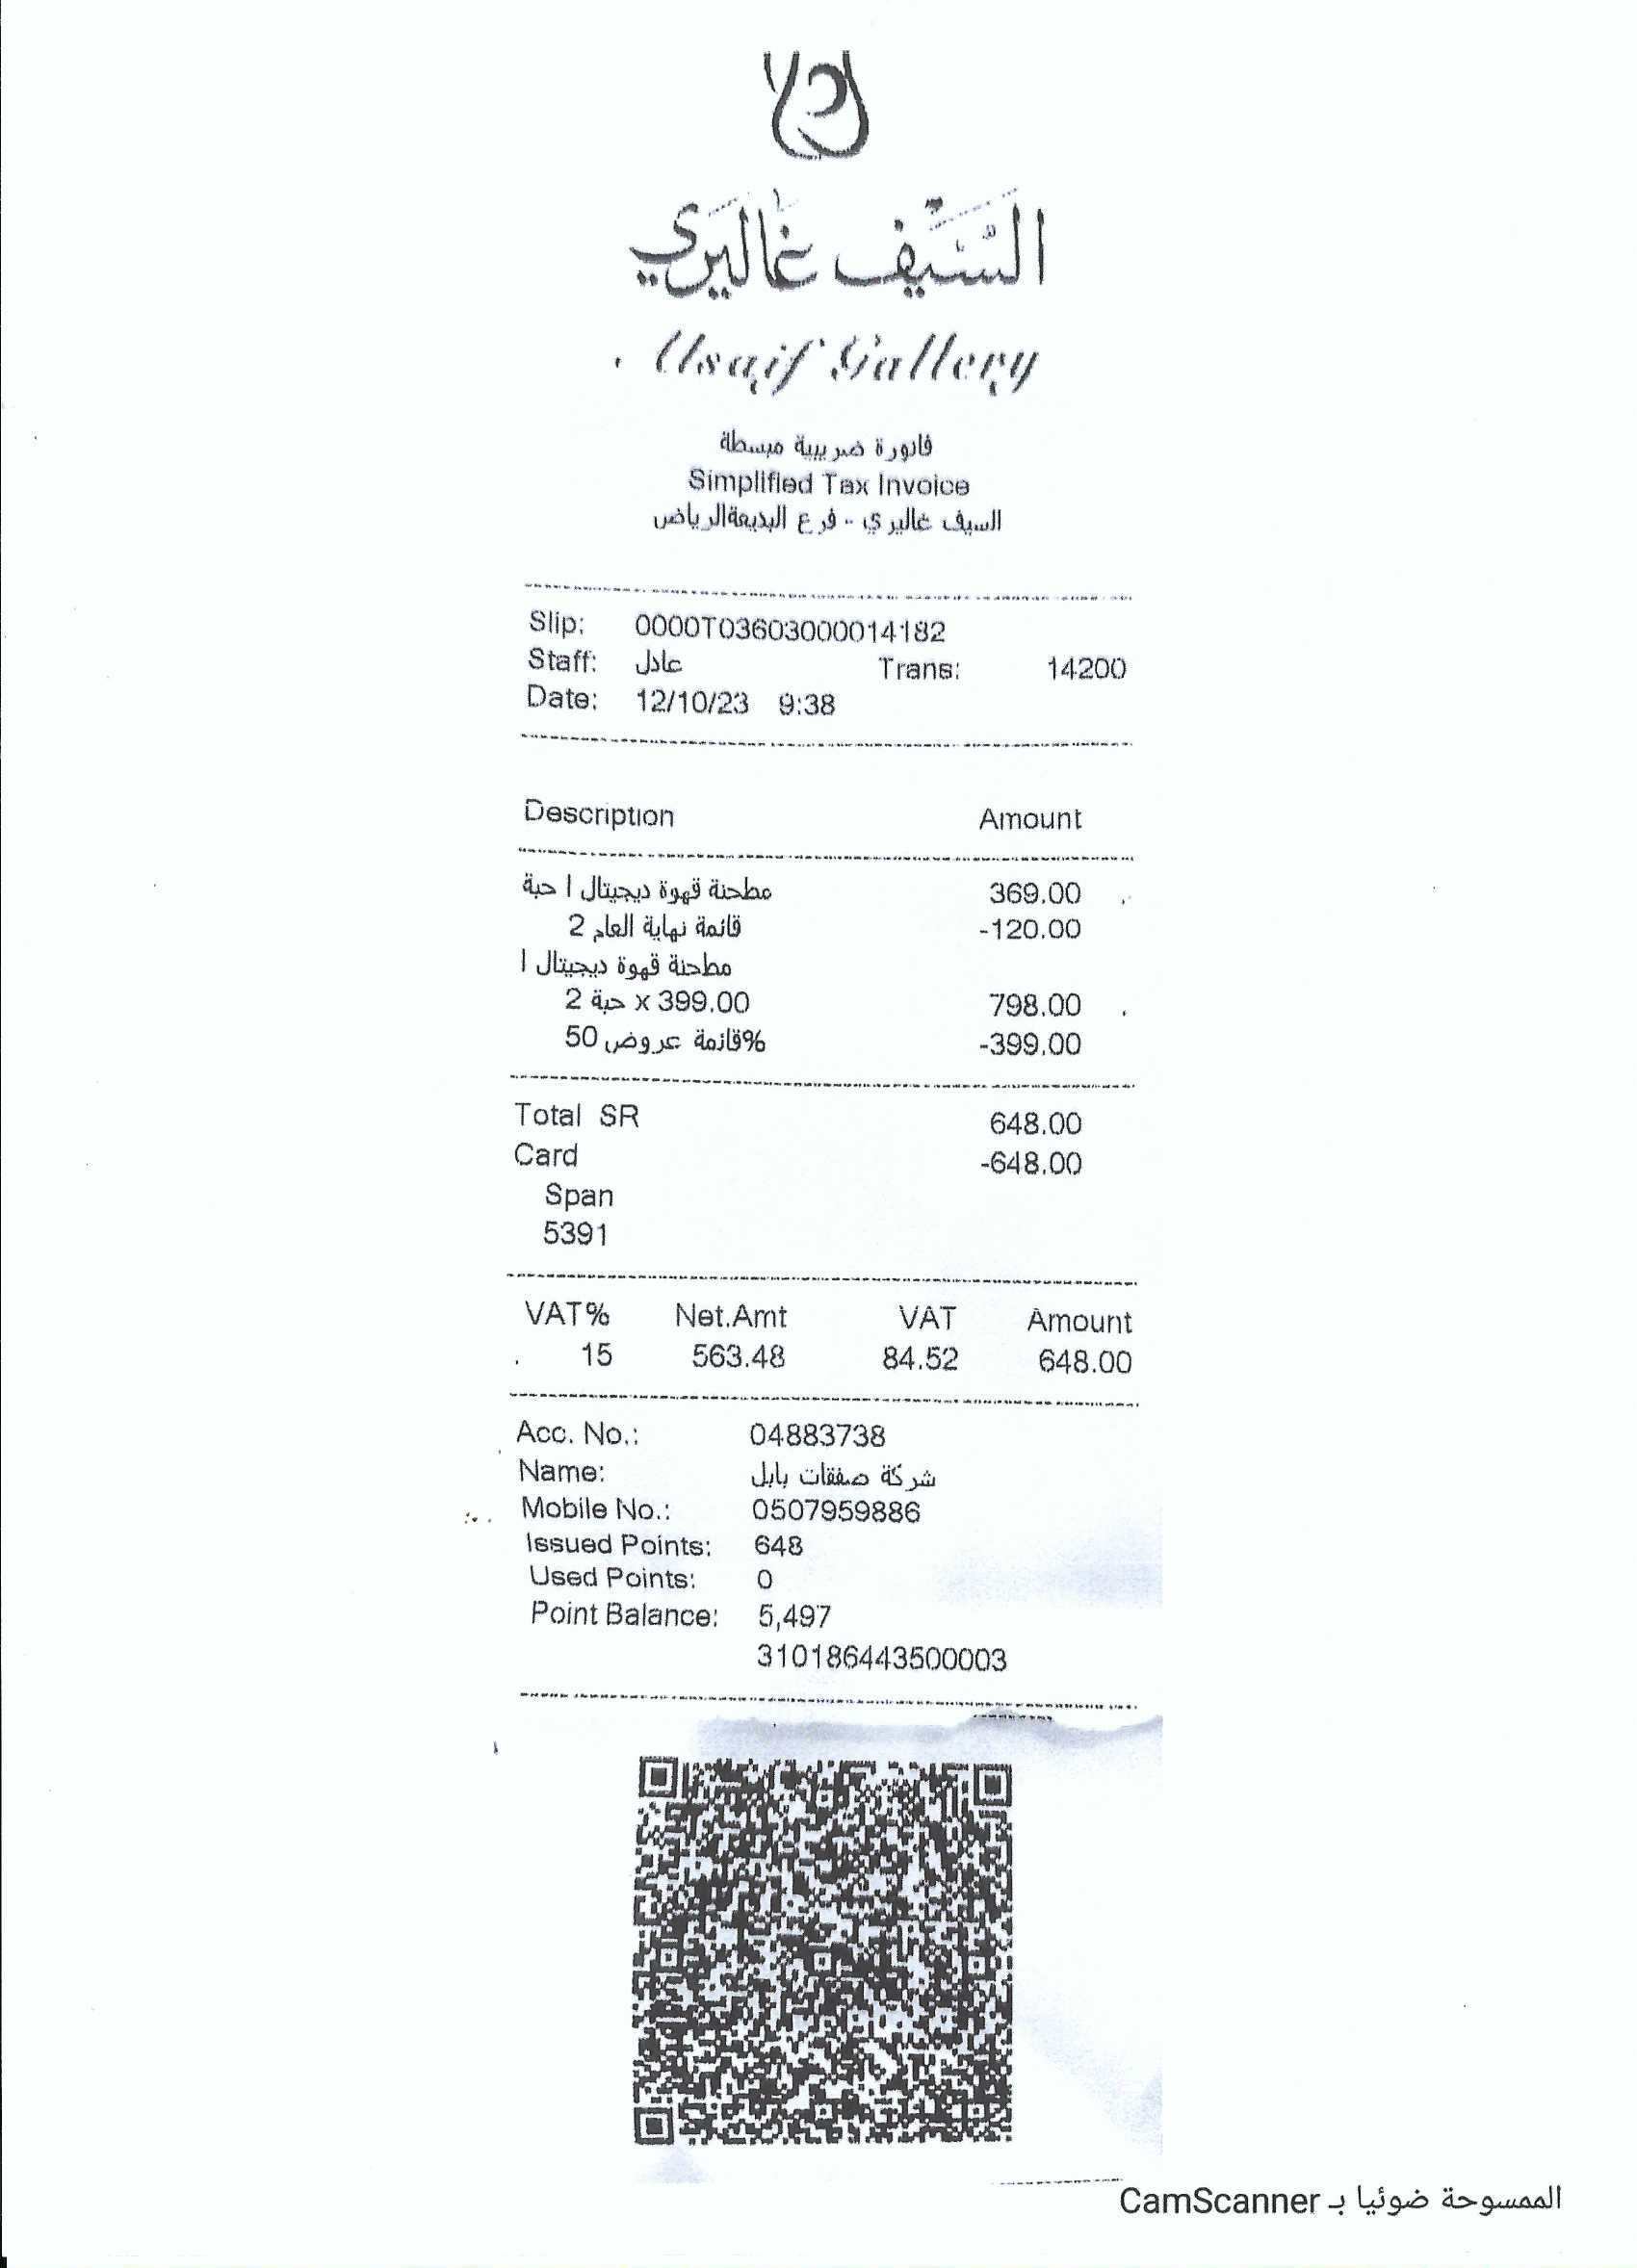 السَّيْف غَاليَري
Alsaif Gallery
فاتورة ضريبية مبسطة
Simplified Tax Invoice
السيف غاليري - فرع البديعةالرياض
Slip: 0000T03603000014182
Staff: عادل Trans: 14200
Date: 12/10/23 9:38
Description Amount
مطحنة قهوة ديجيتال ا حبة 369.00
قائمة نهاية العام 2 -120.00
مطحنة قهوة ديجيتال ا
2 حبة x 399.00 798.00
50 قائمة عروض% -399.00
Total SR 648.00
Card -648.00
Span
5391
VAT% Net.Amt VAT Amount
15 563.48 84.52 648.00
Acc. No.: 04883738
Name: شركة صفقات بابل
Mobile No.: 0507959886
Issued Points: 648
Used Points: 0
Point Balance: 5,497
310186443500003
الممسوحة ضوئيا بـ CamScanner